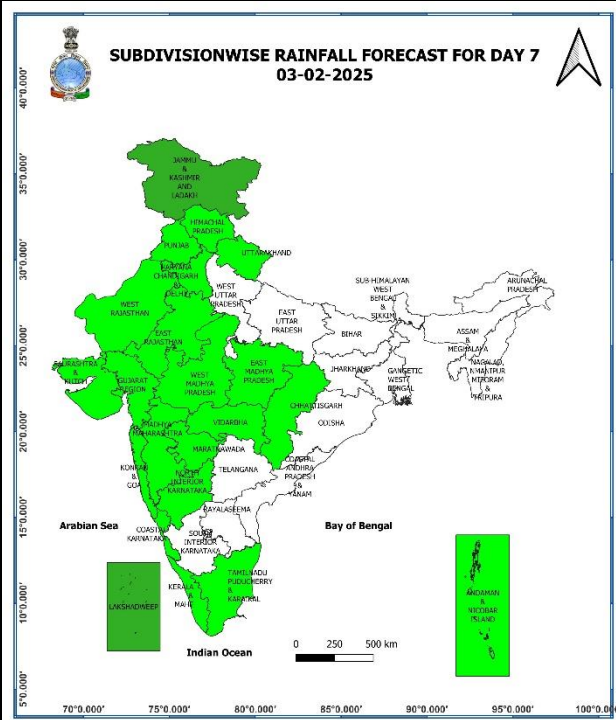 SUBDIVISIONWISE RAINFALL FORECAST FOR DAY 7
03-02-2025
40°0.000'
35°0.000'
30°0.000'
25°0.000'
20°0.000'
15°0.000'
10°0.000'
5°0.000'
JAMMU
&
KASHMIR
AND
LADAKH
HIMACHAL
PRADESH
PUNJAB
UTTARAKHAND
HARYANA
CHANDIGARH
&
DELHI
WEST
UTTAR
PRADESH
SUB-HIMALAYAN
WEST
BENGAL
&
SIKKIM
ARUNACHAL
PRADESH
WEST
RAJASTHAN
EAST
UTTAR
PRADESH
EAST
RAJASTHAN
BIHAR
ASSAM
&
MEGHALAYA
SAURASHTRA
&
KUTCH
GUJARAT
REGION
WEST
MADHYA
PRADESH
EAST
MADHYA
PRADESH
JHARKHAND
GANGETIC
WEST
BENGAL
MIZORAM
&
TRIPURA
CHHATTISGARH
ODISHA
MADHYA
MAHARASHTRA
VIDARBHA
MARATHWADA
KONKAN
&
GOA
NORTH
INTERIOR
KARNATAKA
TELANGANA
COASTAL
ANDHRA
PRADESH
&
YANAM
RAYALASEEMA
Arabian Sea
Bay of Bengal
COASTAL
KARNATAKA
SOUTH
INTERIOR
KARNATAKA
TAMILNADU
PUDUCHERRY
&
KARAIKAL
KERALA
&
MAHE
LAKSHADWEEP
ANDAMAN
&
NICOBAR
ISLAND
Indian Ocean
0 250 500 km
70°0.000' 75°0.000' 80°0.000' 85°0.000' 90°0.000' 95°0.000' 100°0.00